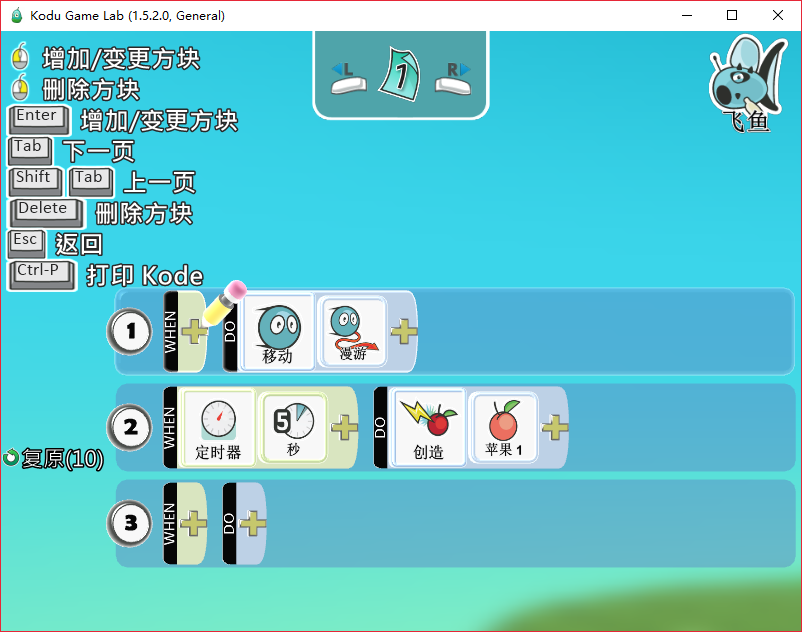 Kodu Game Lab (1.5.2.0, General)
增加/变更方块
删除方块
Enter 增加/变更方块
Tab 下一页
Shift Tab 上一页
Delete 删除方块
Esc 返回
Ctrl-P 打印 Kode
L 1 R
飞鱼
1 WHEN DO 移动 漫游
2 WHEN 定时器 5 秒 DO 创造 苹果 1
复原(10)
3 WHEN DO